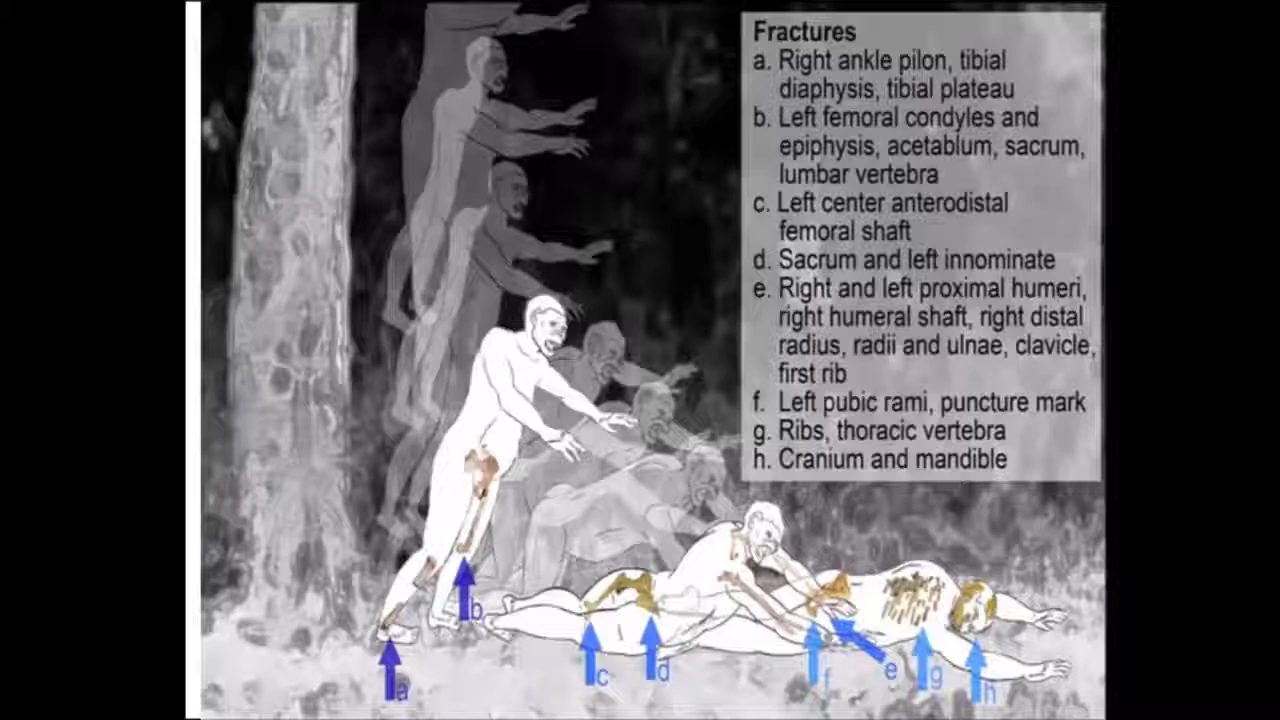 Fractures
a. Right ankle pilon, tibial
diaphysis, tibial plateau
b. Left femoral condyles and
epiphysis, acetablum, sacrum,
lumbar vertebra
c. Left center anterodistal
femoral shaft
d. Sacrum and left innominate
e. Right and left proximal humeri,
right humeral shaft, right distal
radius, radii and ulnae, clavicle,
first rib
f. Left pubic rami, puncture mark
g. Ribs, thoracic vertebra
h. Cranium and mandible
b
a
c
d
f
e
g
h